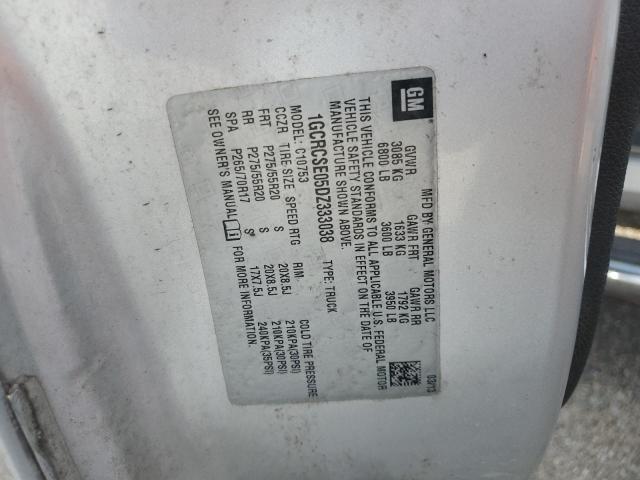 GM
MFD BY GENERAL MOTORS LLC
03/13
GVWR GAWR FRT GAWR RR
3085 KG 1633 KG 1792 KG
6800 LB 3600 LB 3950 LB
THIS VEHICLE CONFORMS TO ALL APPLICABLE U.S. FEDERAL MOTOR
VEHICLE SAFETY STANDARDS IN EFFECT ON THE DATE OF
MANUFACTURE SHOWN ABOVE.
1GCRCSE05DZ333038 TYPE: TRUCK
MODEL: C10753
CCZR TIRE SIZE SPEED RTG RIM COLD TIRE PRESSURE
FRT P275/55R20 S 20X8.5J 210KPA(30PSI)
RR P275/55R20 S 20X8.5J 210KPA(30PSI)
SPA P265/70R17 S 17X7.5J 240KPA(35PSI)
SEE OWNER'S MANUAL FOR MORE INFORMATION.